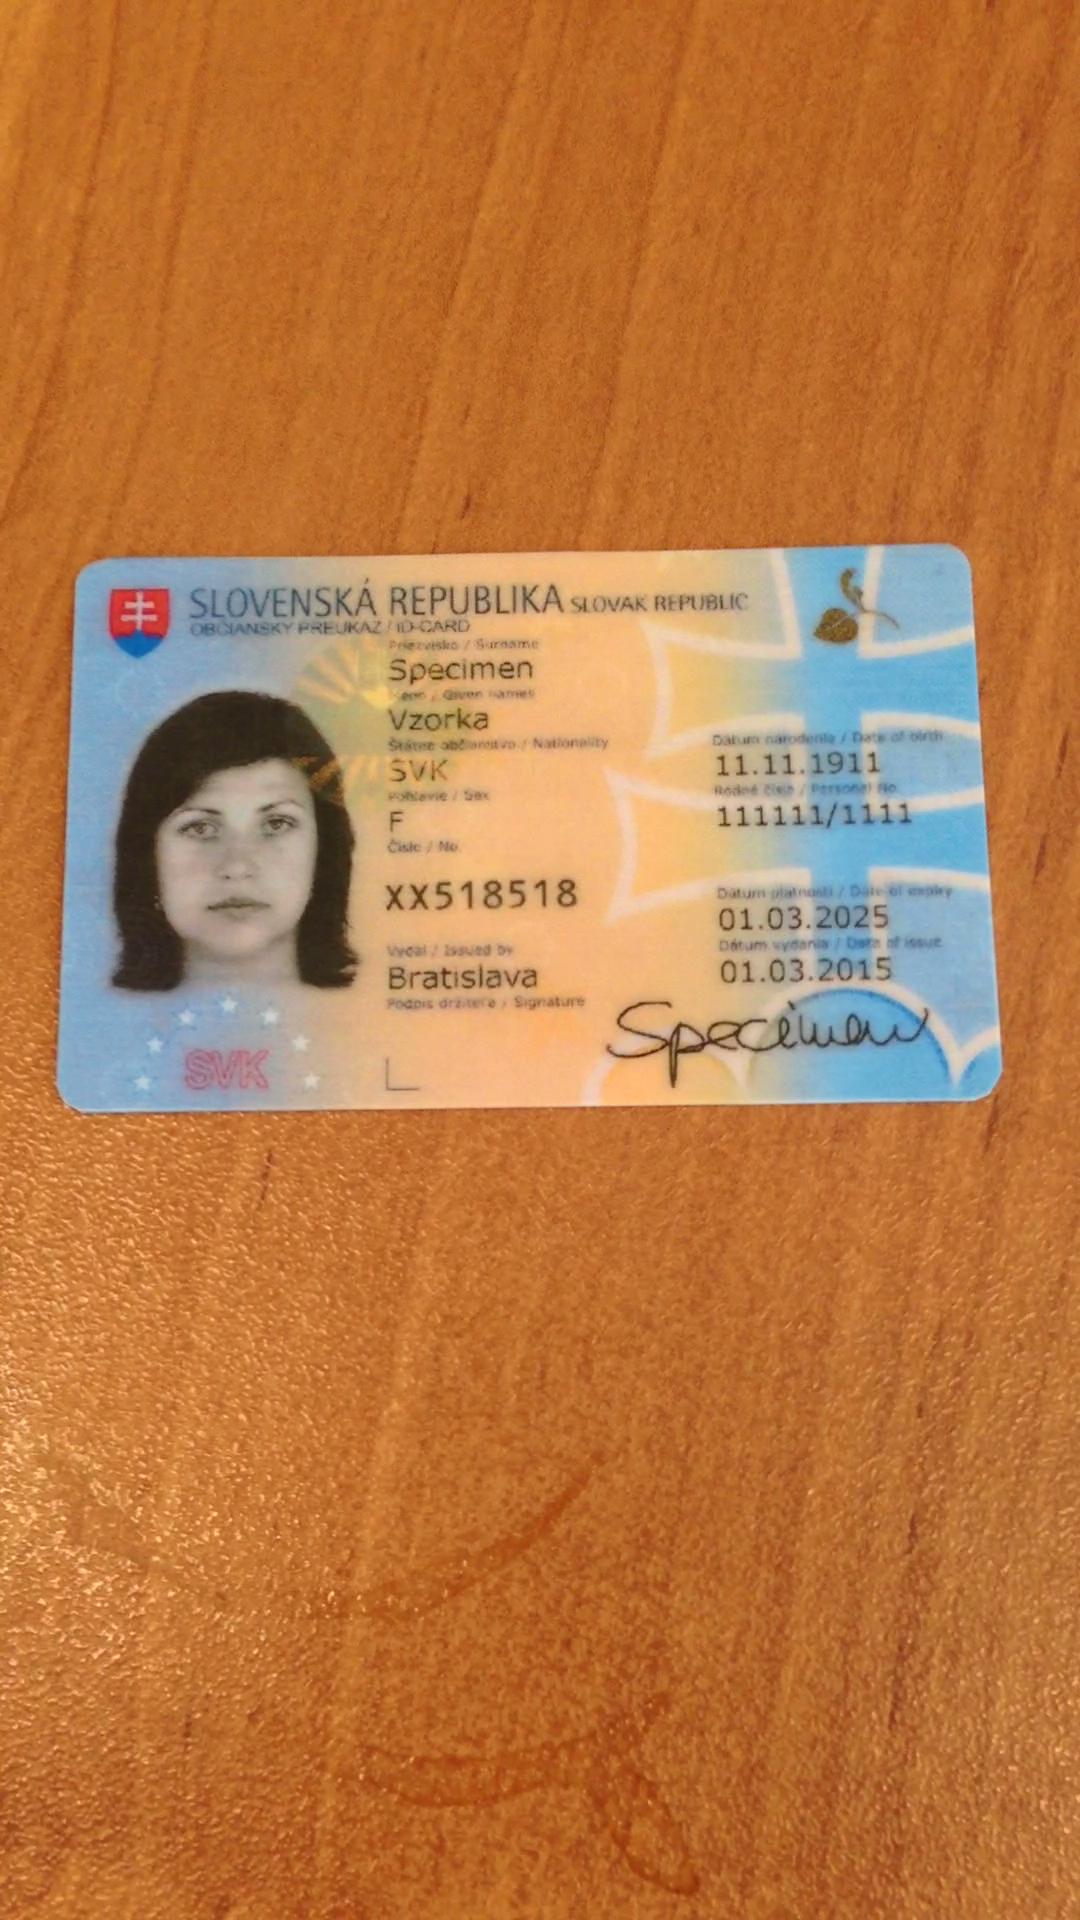 SLOVENSKÁ REPUBLIKA SLOVAK REPUBLIC
OBČIANSKY PREUKAZ / ID-CARD
Priezvisko / Surname
Specimen
Meno / Given names
Vzorka
Štátne občianstvo / Nationality
SVK
Pohlavie / Sex
F
Číslo / No.
XX518518
Vydal / Issued by
Bratislava
Podpis držiteľa / Signature
Dátum narodenia / Date of birth
11.11.1911
Rodné číslo / Personal No.
111111/1111
Dátum platnosti / Date of expiry
01.03.2025
Dátum vydania / Date of issue
01.03.2015
Specimen
SVK